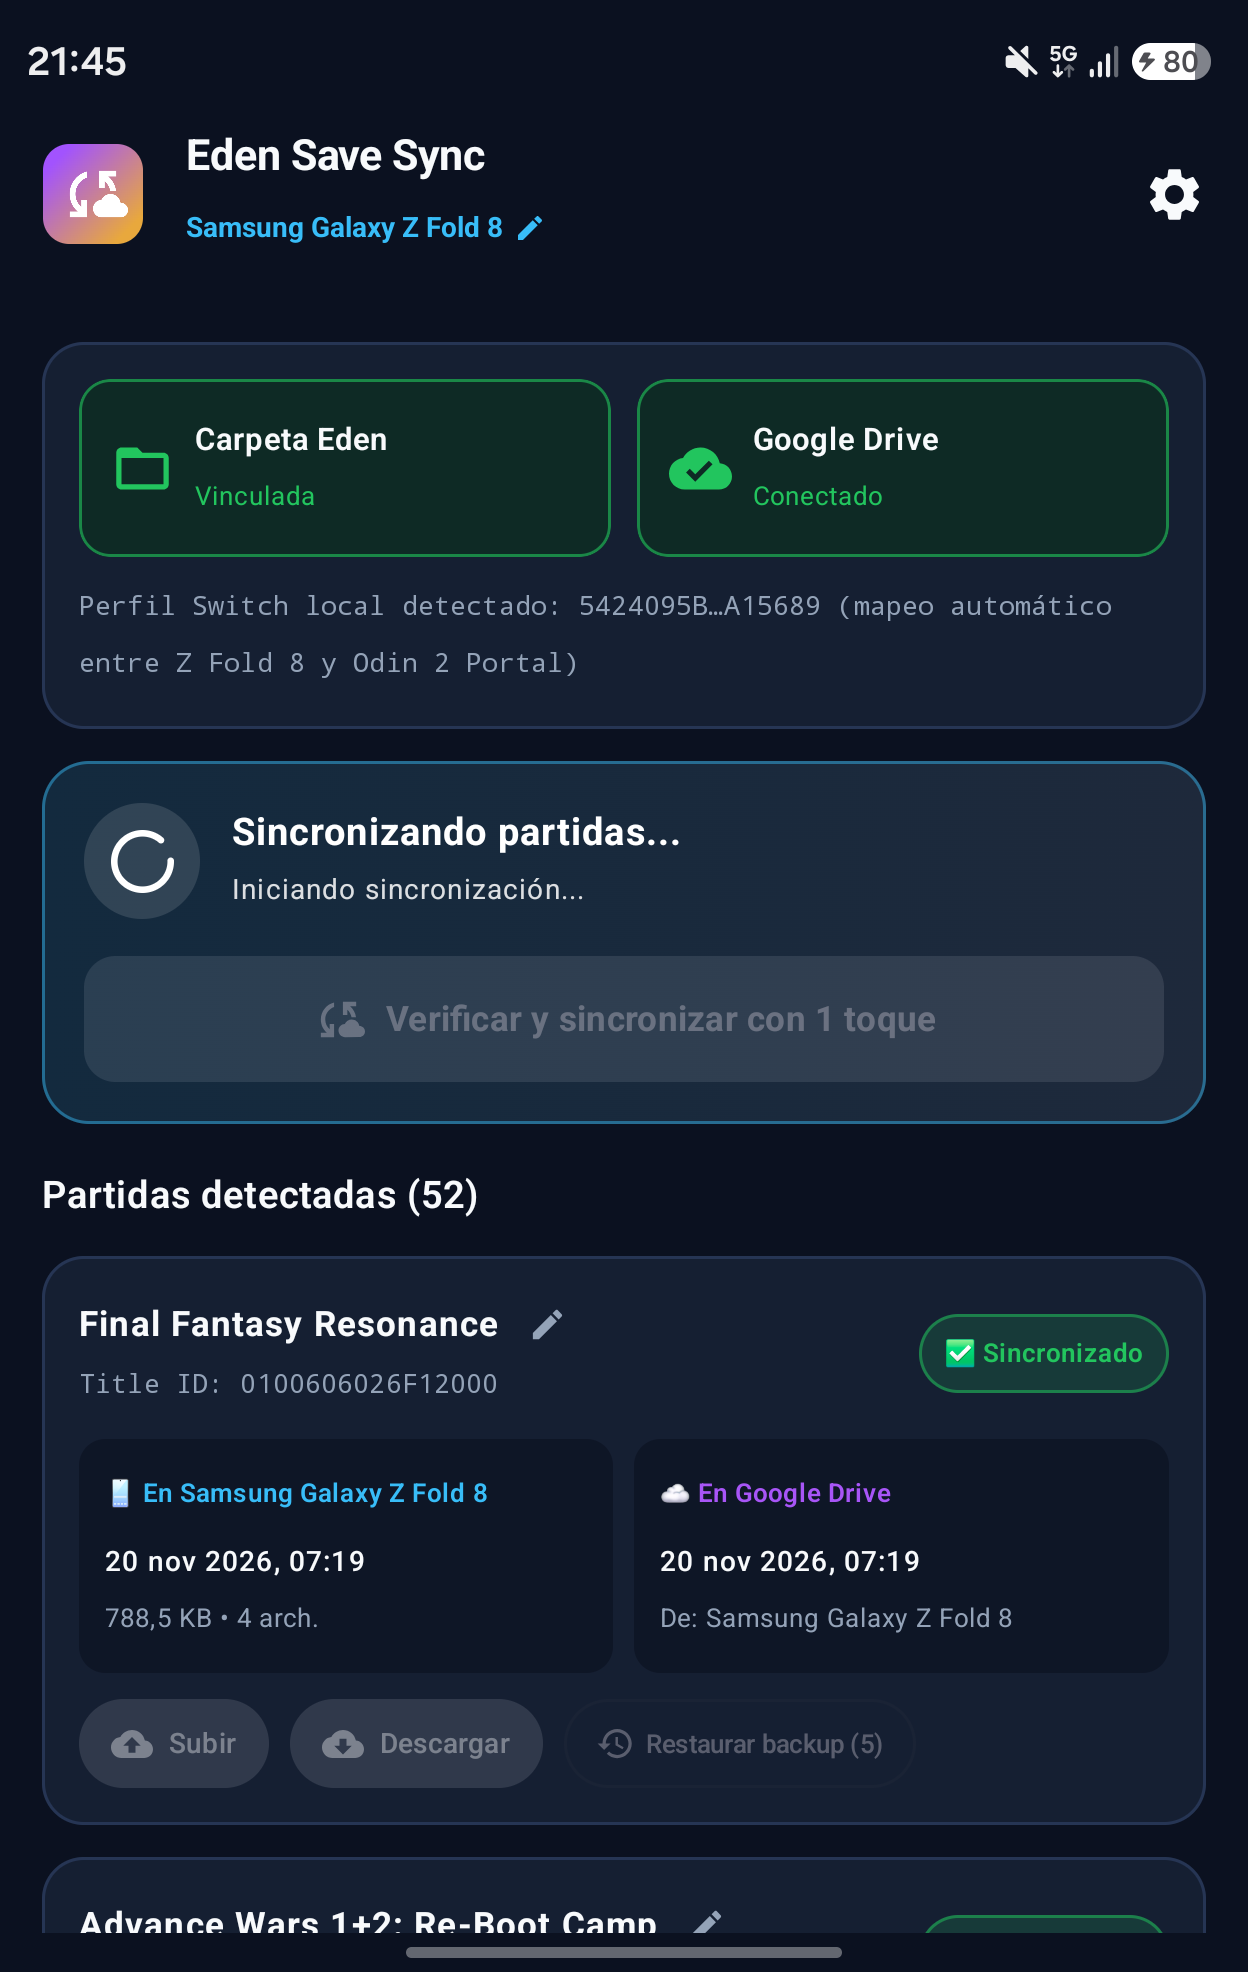 21:45
5G
80
Eden Save Sync
Samsung Galaxy Z Fold 8
Carpeta Eden
Vinculada
Google Drive
Conectado
Perfil Switch local detectado: 5424095B…A15689 (mapeo automático
entre Z Fold 8 y Odin 2 Portal)
Sincronizando partidas...
Iniciando sincronización...
Verificar y sincronizar con 1 toque
Partidas detectadas (52)
Final Fantasy Resonance
Title ID: 0100606026F12000
✅ Sincronizado
📱 En Samsung Galaxy Z Fold 8
20 nov 2026, 07:19
788,5 KB • 4 arch.
☁️ En Google Drive
20 nov 2026, 07:19
De: Samsung Galaxy Z Fold 8
Subir
Descargar
Restaurar backup (5)
Advance Wars 1+2: Re-Boot Camp